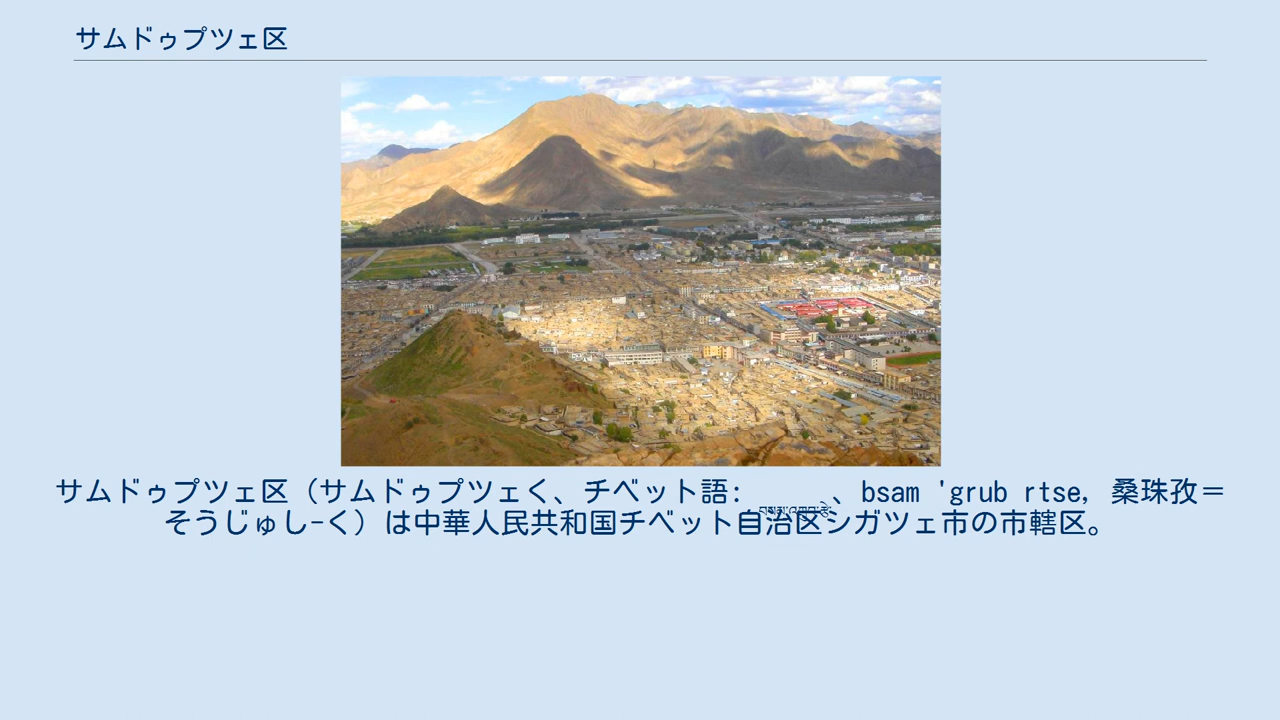 サムドゥプツェ区
サムドゥプツェ区（サムドゥプツェく、チベット語: 、bsam 'grub rtse, 桑珠孜＝
そうじゅし-く）は中華人民共和国チベット自治区シガツェ市の市轄区。